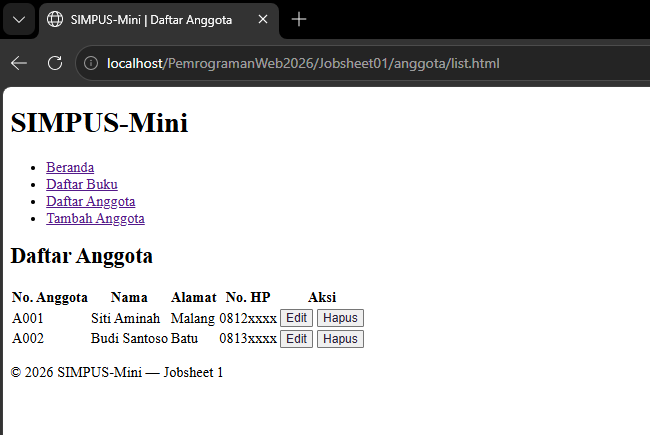 SIMPUS-Mini | Daftar Anggota
localhost/PemrogramanWeb2026/Jobsheet01/anggota/list.html
SIMPUS-Mini
Beranda
Daftar Buku
Daftar Anggota
Tambah Anggota
Daftar Anggota
No. Anggota Nama Alamat No. HP Aksi
A001 Siti Aminah Malang 0812xxxx Edit Hapus
A002 Budi Santoso Batu 0813xxxx Edit Hapus
© 2026 SIMPUS-Mini — Jobsheet 1